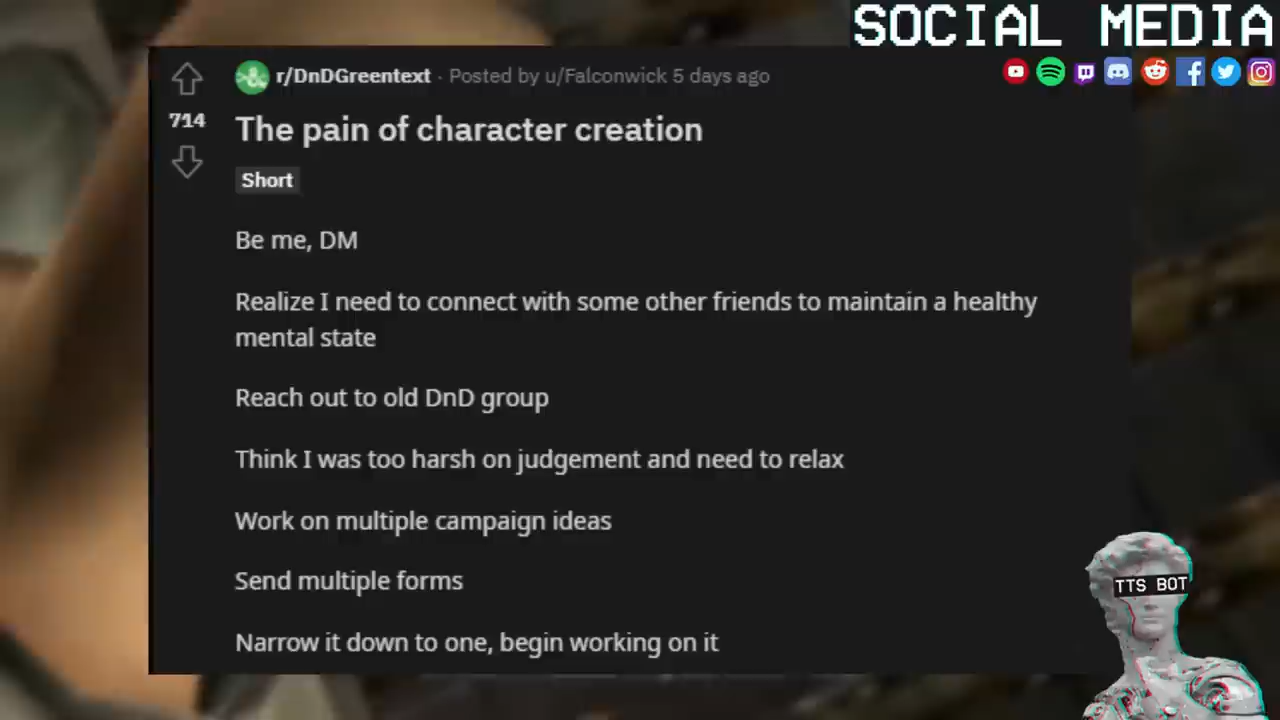 SOCIAL MEDIA
r/DnDGreentext · Posted by u/Falconwick 5 days ago
714
The pain of character creation
Short
Be me, DM
Realize I need to connect with some other friends to maintain a healthy
mental state
Reach out to old DnD group
Think I was too harsh on judgement and need to relax
Work on multiple campaign ideas
Send multiple forms
Narrow it down to one, begin working on it
TTS BOT